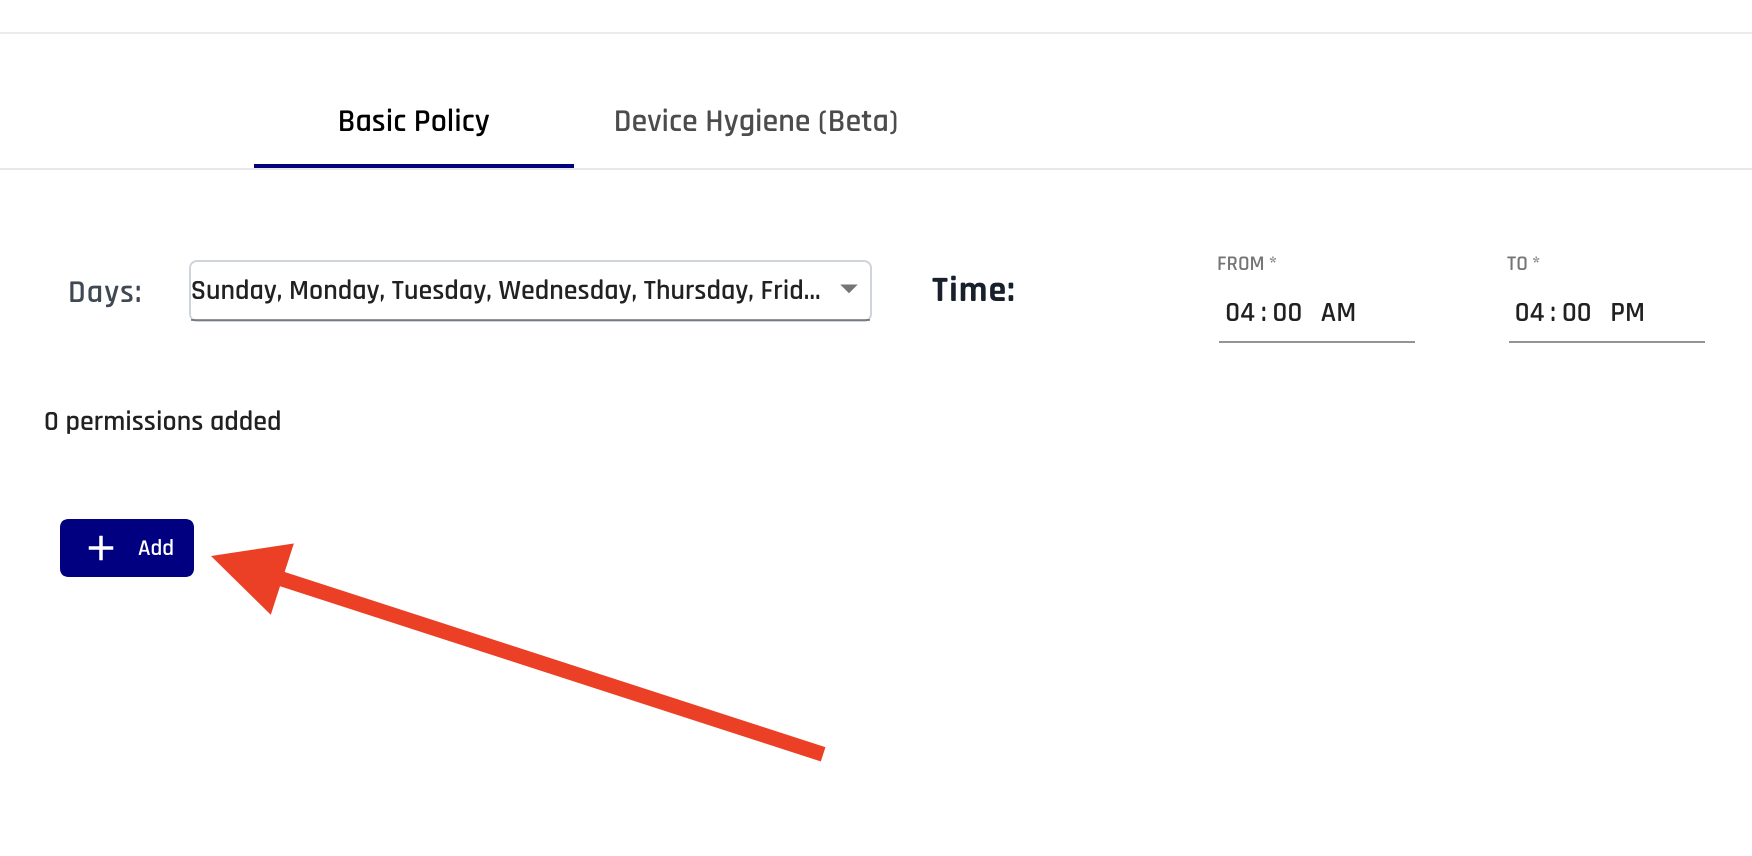 Basic Policy Device Hygiene (Beta)
Days: Sunday, Monday, Tuesday, Wednesday, Thursday, Frid... Time: FROM * TO *
04 : 00 AM 04 : 00 PM
0 permissions added
+ Add